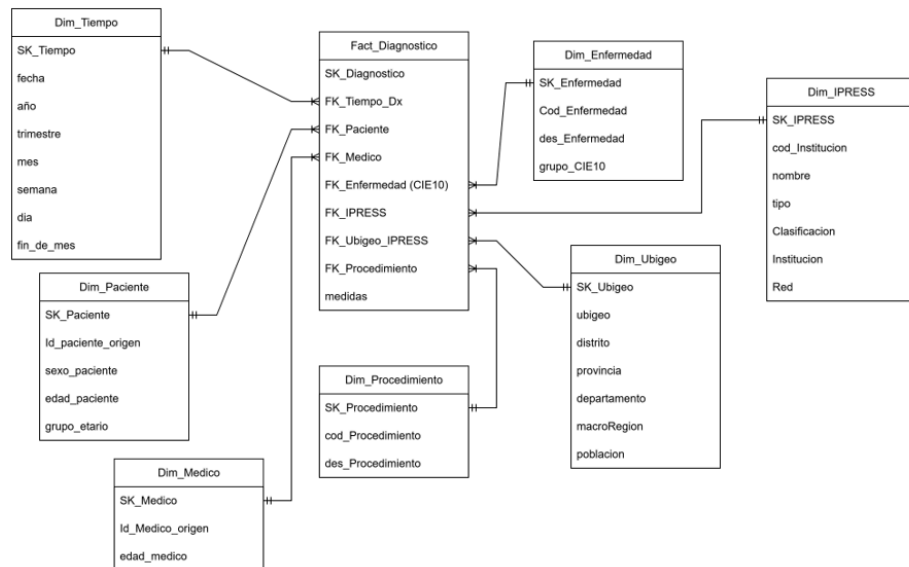 Dim_Tiempo
SK_Tiempo
fecha
año
trimestre
mes
semana
dia
fin_de_mes
Dim_Paciente
SK_Paciente
Id_paciente_origen
sexo_paciente
edad_paciente
grupo_etario
Dim_Medico
SK_Medico
Id_Medico_origen
edad_medico
Fact_Diagnostico
SK_Diagnostico
FK_Tiempo_Dx
FK_Paciente
FK_Medico
FK_Enfermedad (CIE10)
FK_IPRESS
FK_Ubigeo_IPRESS
FK_Procedimiento
medidas
Dim_Procedimiento
SK_Procedimiento
cod_Procedimiento
des_Procedimiento
Dim_Enfermedad
SK_Enfermedad
Cod_Enfermedad
des_Enfermedad
grupo_CIE10
Dim_Ubigeo
SK_Ubigeo
ubigeo
distrito
provincia
departamento
macroRegion
poblacion
Dim_IPRESS
SK_IPRESS
cod_Institucion
nombre
tipo
Clasificacion
Institucion
Red